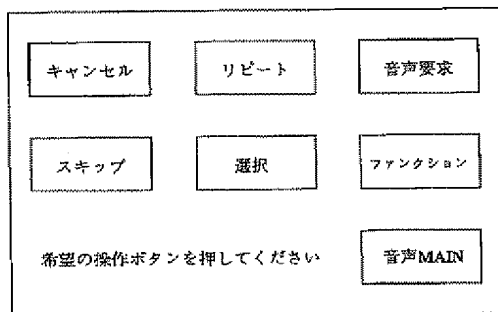 キャンセル
リピート
音声要求
スキップ
選択
ファンクション
希望の操作ボタンを押してください
音声MAIN